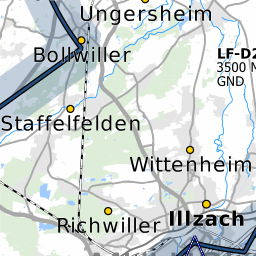 Ungersheim
Bollwiller
LF-D2
3500 M
GND
Staffelfelden
Wittenheim
Richwiller
Illzach